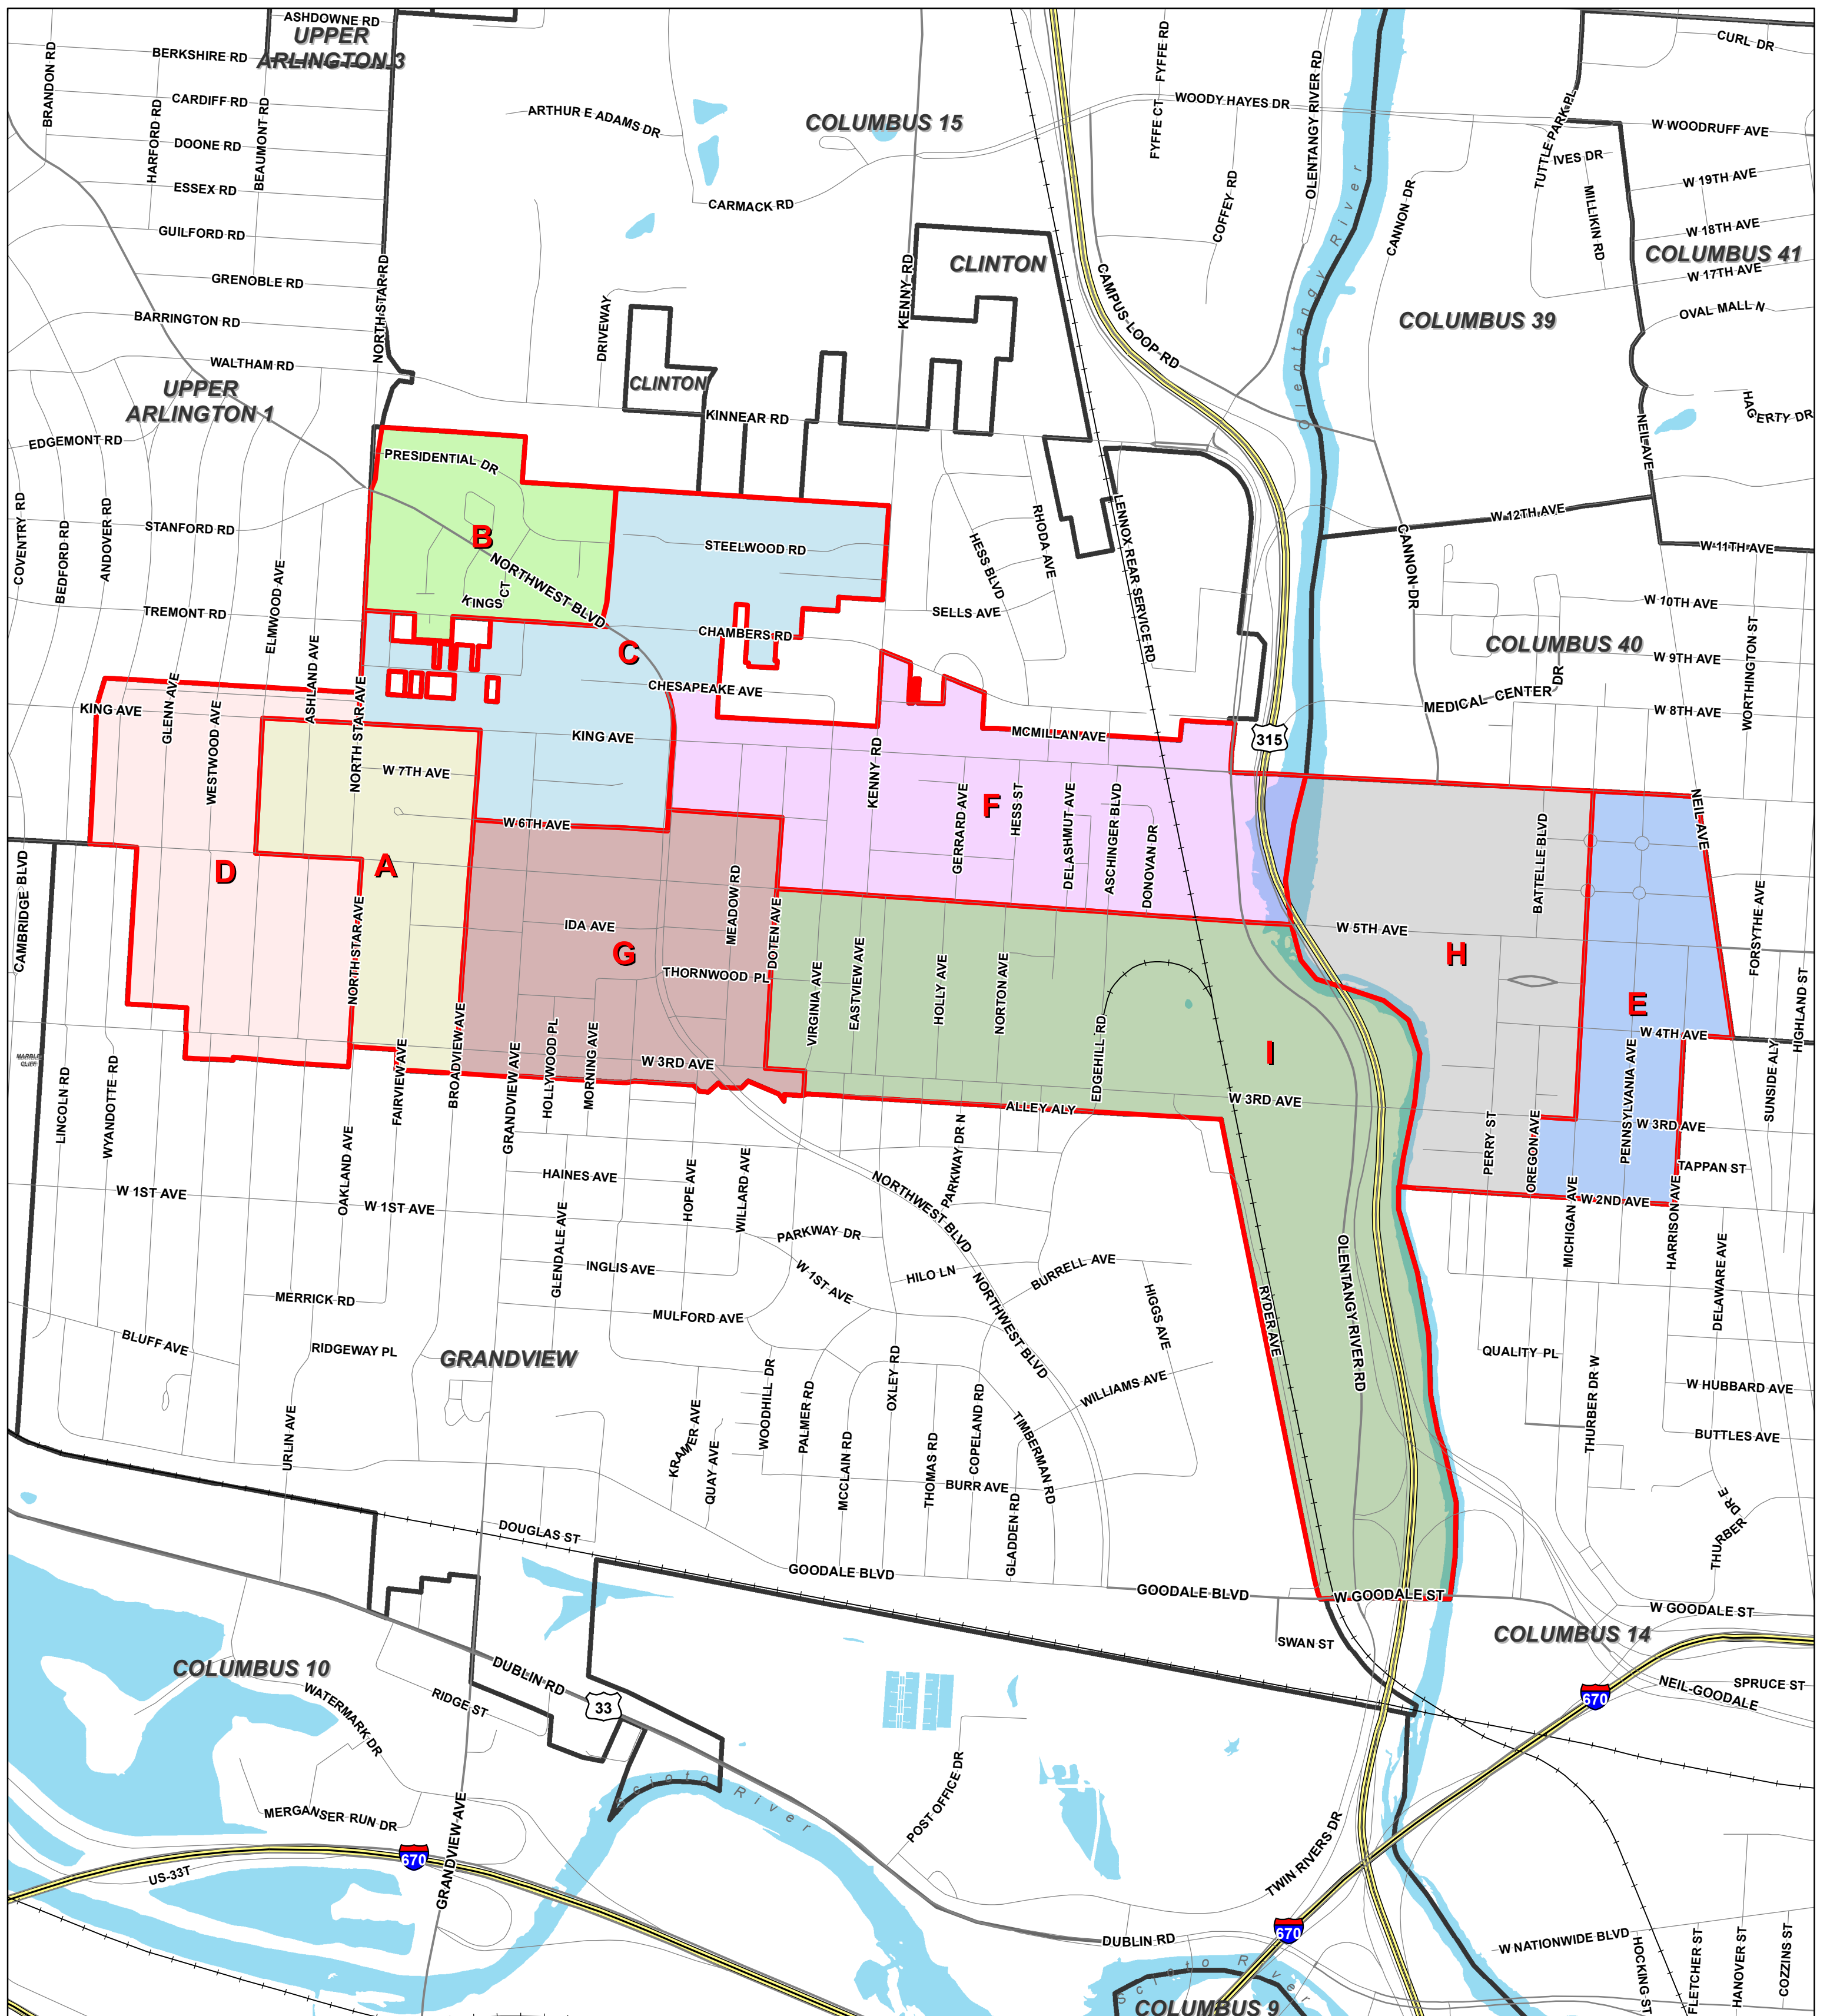 ASHDOWNE RD
UPPER
ARLINGTON 3
BERKSHIRE RD
BRANDON RD
CARDIFF RD
HARFORD RD
BEAUMONT RD
DOONE RD
ESSEX RD
GUILFORD RD
GRENOBLE RD
BARRINGTON RD
WALTHAM RD
NORTH STAR RD
UPPER
ARLINGTON 1
EDGEMONT RD
COVENTRY RD
BEDFORD RD
ANDOVER RD
STANFORD RD
TREMONT RD
ELMWOOD AVE
ASHLAND AVE
ARTHUR E ADAMS DR
COLUMBUS 15
CARMACK RD
DRIVEWAY
KENNY RD
CLINTON
CLINTON
KINNEAR RD
FYFFE RD
FYFFE CT
COFFEY RD
WOODY HAYES DR
OLENTANGY RIVER RD
Olentangy River
CAMPUS LOOP RD
CANNON DR
CURL DR
TUTTLE PARK PL
W WOODRUFF AVE
IVES DR
MILLIKIN RD
W 19TH AVE
W 18TH AVE
COLUMBUS 41
W 17TH AVE
OVAL MALL N
COLUMBUS 39
HAGERTY DR
NEIL AVE
W 12TH AVE
W 11TH AVE
CANNON DR
W 10TH AVE
COLUMBUS 40
W 9TH AVE
WORTHINGTON ST
MEDICAL CENTER DR
W 8TH AVE
PRESIDENTIAL DR
B
NORTHWEST BLVD
KINGS CT
STEELWOOD RD
C
CHAMBERS RD
CHESAPEAKE AVE
HESS BLVD
RHODA AVE
SELLS AVE
LENNOX REAR SERVICE RD
MCMILLAN AVE
315
KING AVE
GLENN AVE
WESTWOOD AVE
NORTH STAR AVE
W 7TH AVE
KING AVE
W 6TH AVE
KENNY RD
F
GERRARD AVE
HESS ST
DELASHMUT AVE
ASCHINGER BLVD
DONOVAN DR
BATTELLE BLVD
NEIL AVE
CAMBRIDGE BLVD
D
A
NORTH STAR AVE
IDA AVE
G
MEADOW RD
DOTEN AVE
THORNWOOD PL
VIRGINIA AVE
EASTVIEW AVE
HOLLY AVE
NORTON AVE
EDGEHILL RD
W 5TH AVE
H
FORSYTHE AVE
HIGHLAND ST
E
W 4TH AVE
I
MARBLE
CLIFF
LINCOLN RD
WYANDOTTE RD
OAKLAND AVE
FAIRVIEW AVE
BROADVIEW AVE
GRANDVIEW AVE
HOLLYWOOD PL
MORNING AVE
W 3RD AVE
ALLEY ALY
W 3RD AVE
PERRY ST
OREGON AVE
PENNSYLVANIA AVE
W 3RD AVE
SUNSIDE ALY
TAPPAN ST
W 2ND AVE
MICHIGAN AVE
HARRISON AVE
DELAWARE AVE
W 1ST AVE
W 1ST AVE
HAINES AVE
GLENDALE AVE
HOPE AVE
WILLARD AVE
PARKWAY DR N
NORTHWEST BLVD
PARKWAY DR
INGLIS AVE
W 1ST AVE
HILO LN
BURRELL AVE
HIGGS AVE
MERRICK RD
MULFORD AVE
NORTHWEST BLVD
RYDER AVE
OLENTANGY RIVER RD
BLUFF AVE
RIDGEWAY PL
GRANDVIEW
QUALITY PL
THURBER DR W
W HUBBARD AVE
BUTTLES AVE
THURBER DR E
URLIN AVE
KRAMER AVE
QUAY AVE
WOODHILL DR
PALMER RD
MCCLAIN RD
OXLEY RD
THOMAS RD
COPELAND RD
TIMBERMAN RD
WILLIAMS AVE
BURR AVE
GLADDEN RD
DOUGLAS ST
GOODALE BLVD
GOODALE BLVD
W GOODALE ST
W GOODALE ST
SWAN ST
COLUMBUS 14
COLUMBUS 10
WATERMARK DR
RIDGE ST
DUBLIN RD
33
670
SPRUCE ST
NEIL-GOODALE
Scioto River
MERGANSER RUN DR
GRANDVIEW AVE
670
US-33T
POST OFFICE DR
TWIN RIVERS DR
670
DUBLIN RD
Scioto River
COLUMBUS 9
W NATIONWIDE BLVD
HOCKING ST
FLETCHER ST
HANOVER ST
COZZINS ST